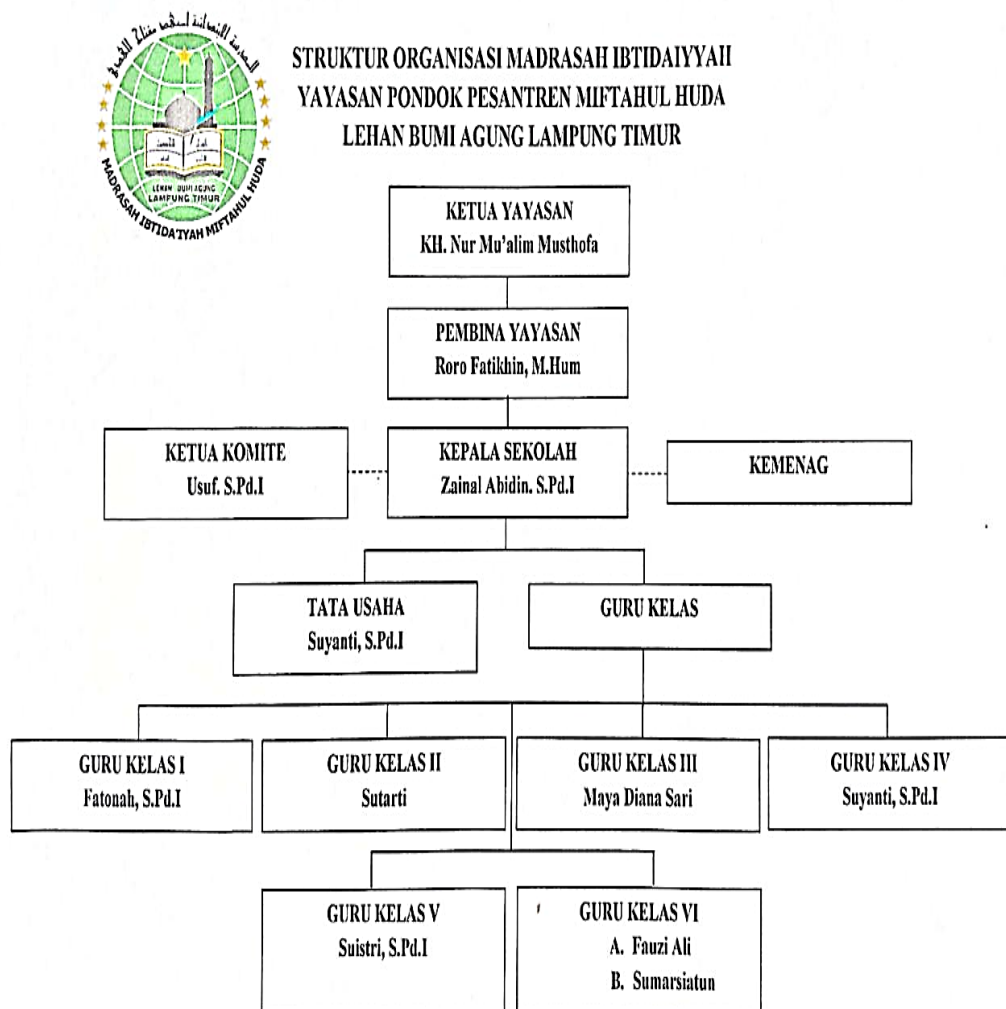 STRUKTUR ORGANISASI MADRASAH IBTIDAIYYAH
YAYASAN PONDOK PESANTREN MIFTAHUL HUDA
LEHAN BUMI AGUNG LAMPUNG TIMUR
LEHAN BUMI AGUNG
LAMPUNG TIMUR
MADRASAH IBTIDA'IYAH MIFTAHUL HUDA
KETUA YAYASAN
KH. Nur Mu'alim Musthofa
PEMBINA YAYASAN
Roro Fatikhin, M.Hum
KETUA KOMITE
Usuf. S.Pd.I
KEPALA SEKOLAH
Zainal Abidin. S.Pd.I
KEMENAG
TATA USAHA
Suyanti, S.Pd.I
GURU KELAS
GURU KELAS I
Fatonah, S.Pd.I
GURU KELAS II
Sutarti
GURU KELAS III
Maya Diana Sari
GURU KELAS IV
Suyanti, S.Pd.I
GURU KELAS V
Suistri, S.Pd.I
GURU KELAS VI
A. Fauzi Ali
B. Sumarsiatun